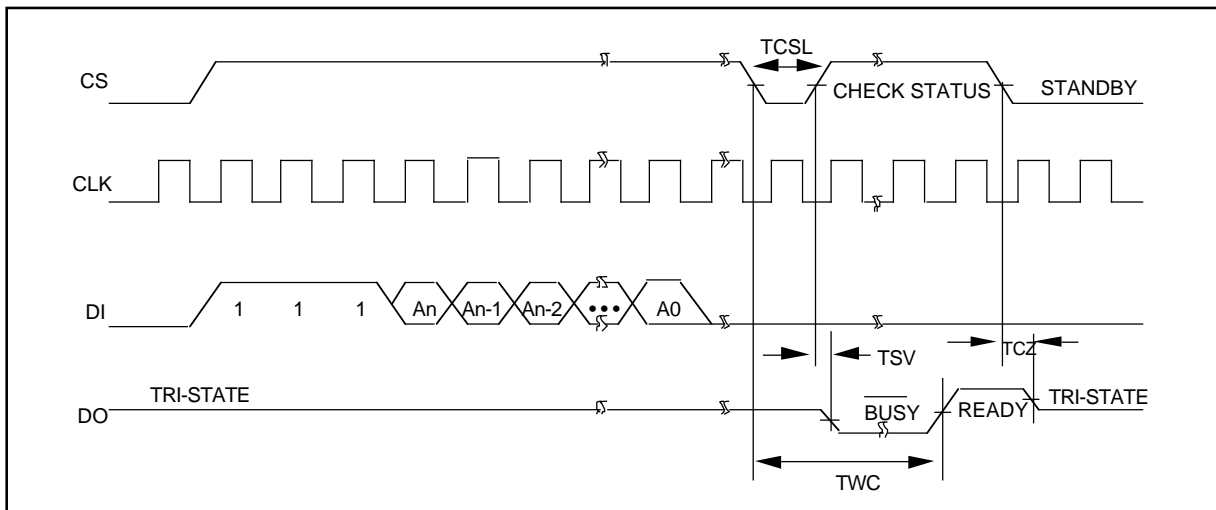 TCSL
CS
CHECK STATUS
STANDBY
CLK
DI
1 1 1 An An-1 An-2 ••• A0
TSV
TCZ
TRI-STATE
DO
BUSY
READY
TRI-STATE
TWC